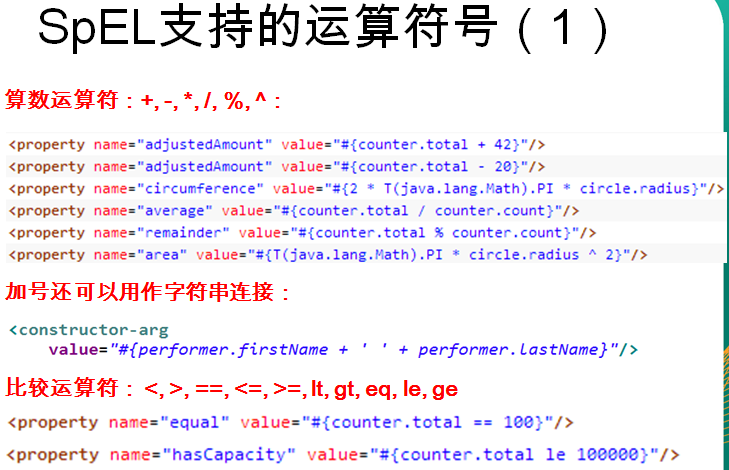 SpEL支持的运算符号（1）
算数运算符：+, -, *, /, %, ^：
<property name="adjustedAmount" value="#{counter.total + 42}"/>
<property name="adjustedAmount" value="#{counter.total - 20}"/>
<property name="circumference" value="#{2 * T(java.lang.Math).PI * circle.radius}"/>
<property name="average" value="#{counter.total / counter.count}"/>
<property name="remainder" value="#{counter.total % counter.count}"/>
<property name="area" value="#{T(java.lang.Math).PI * circle.radius ^ 2}"/>
加号还可以用作字符串连接：
<constructor-arg
value="#{performer.firstName + ' ' + performer.lastName}"/>
比较运算符： <, >, ==, <=, >=, lt, gt, eq, le, ge
<property name="equal" value="#{counter.total == 100}"/>
<property name="hasCapacity" value="#{counter.total le 100000}"/>